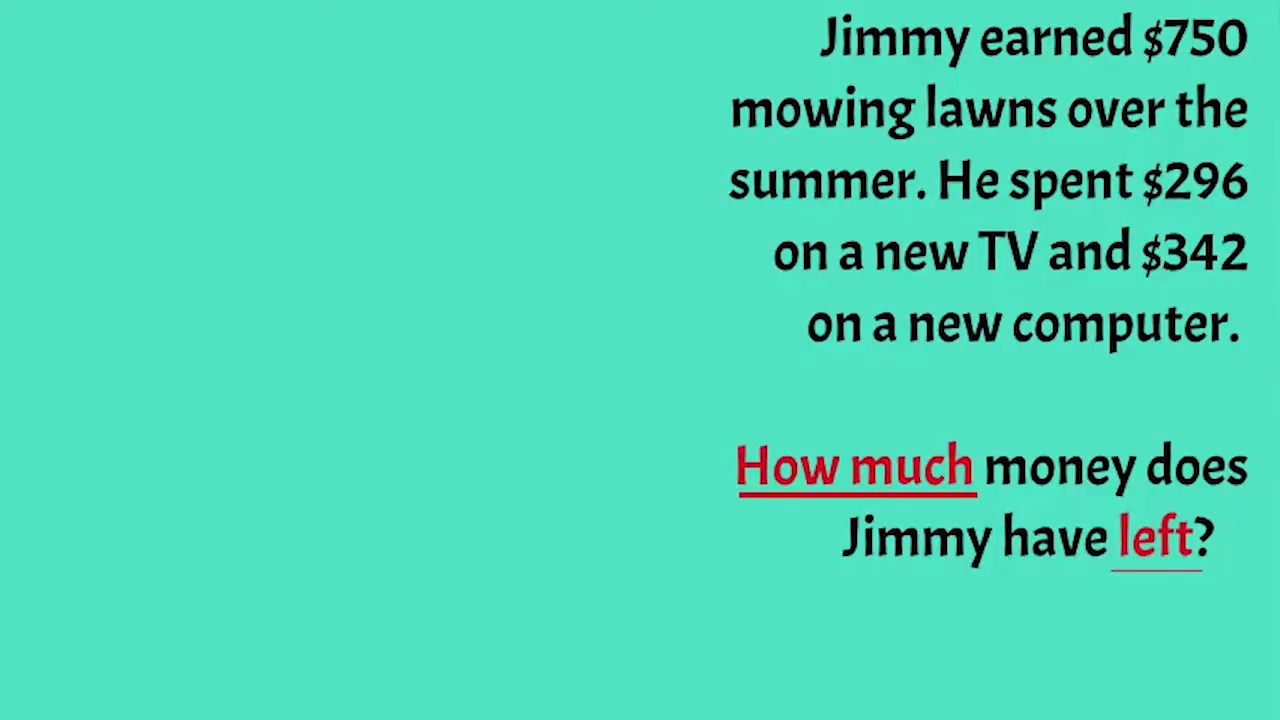 Jimmy earned $750
mowing lawns over the
summer. He spent $296
on a new TV and $342
on a new computer.
How much money does
Jimmy have left?